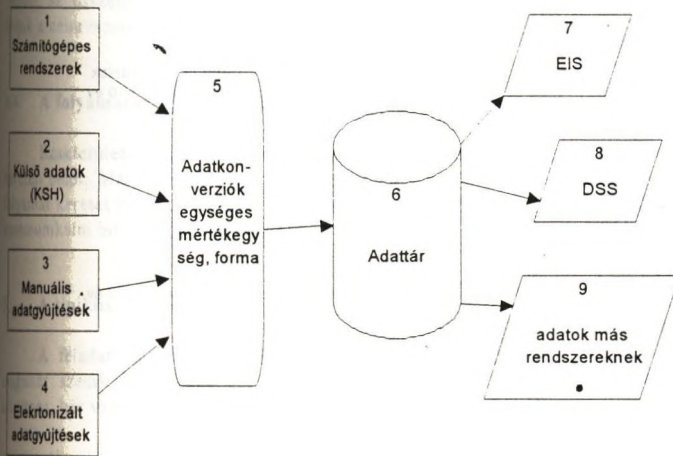 1
Számítógépes
rendszerek
2
Külső adatok
(KSH)
3
Manuális
adatgyűjtések
4
Elekrtonizált
adatgyűjtések
5
Adatkon-
verziók
egységes
mértékegy
ség, forma
6
Adattár
7
EIS
8
DSS
9
adatok más
rendszereknek